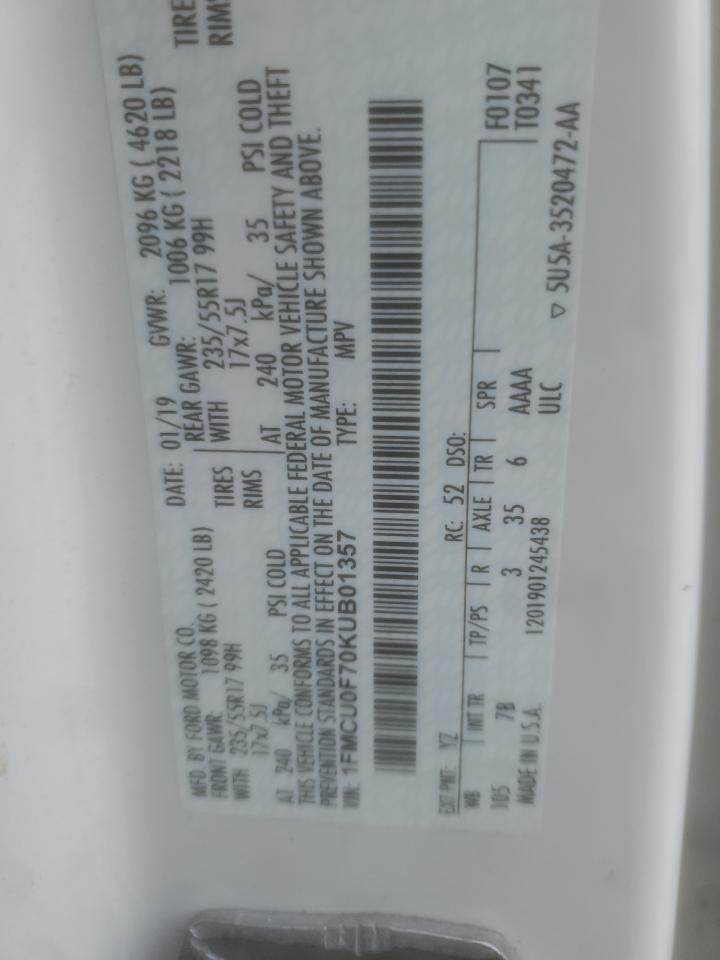 MFD. BY FORD MOTOR CO.
DATE: 01/19 GVWR: 2096 KG ( 4620 LB)
FRONT GAWR: 1098 KG ( 2420 LB) REAR GAWR: 1006 KG ( 2218 LB)
WITH 235/55R17 99H TIRES WITH 235/55R17 99H TIRES
17x7.5J RIMS 17x7.5J RIMS
AT 240 kPa/ 35 PSI COLD AT 240 kPa/ 35 PSI COLD
THIS VEHICLE CONFORMS TO ALL APPLICABLE FEDERAL MOTOR VEHICLE SAFETY AND THEFT
PREVENTION STANDARDS IN EFFECT ON THE DATE OF MANUFACTURE SHOWN ABOVE.
VIN: 1FMCU0F70KUB01357 TYPE: MPV
F0107
EXT PNT: YZ RC: 52 DSO: T0341
WB INT TR TP/PS R AXLE TR SPR
105 7B 3 35 6 AAAA
ULC
MADE IN U.S.A. 1201901245438 ▽ 5U5A-3520472-AA